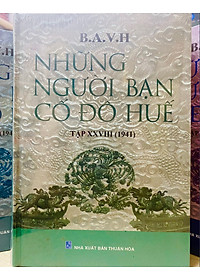 B.A.V.H
NHỮNG
NGƯỜI BẠN
CỐ ĐÔ HUẾ
TẬP XXVIII (1941)
NHÀ XUẤT BẢN THUẬN HÓA